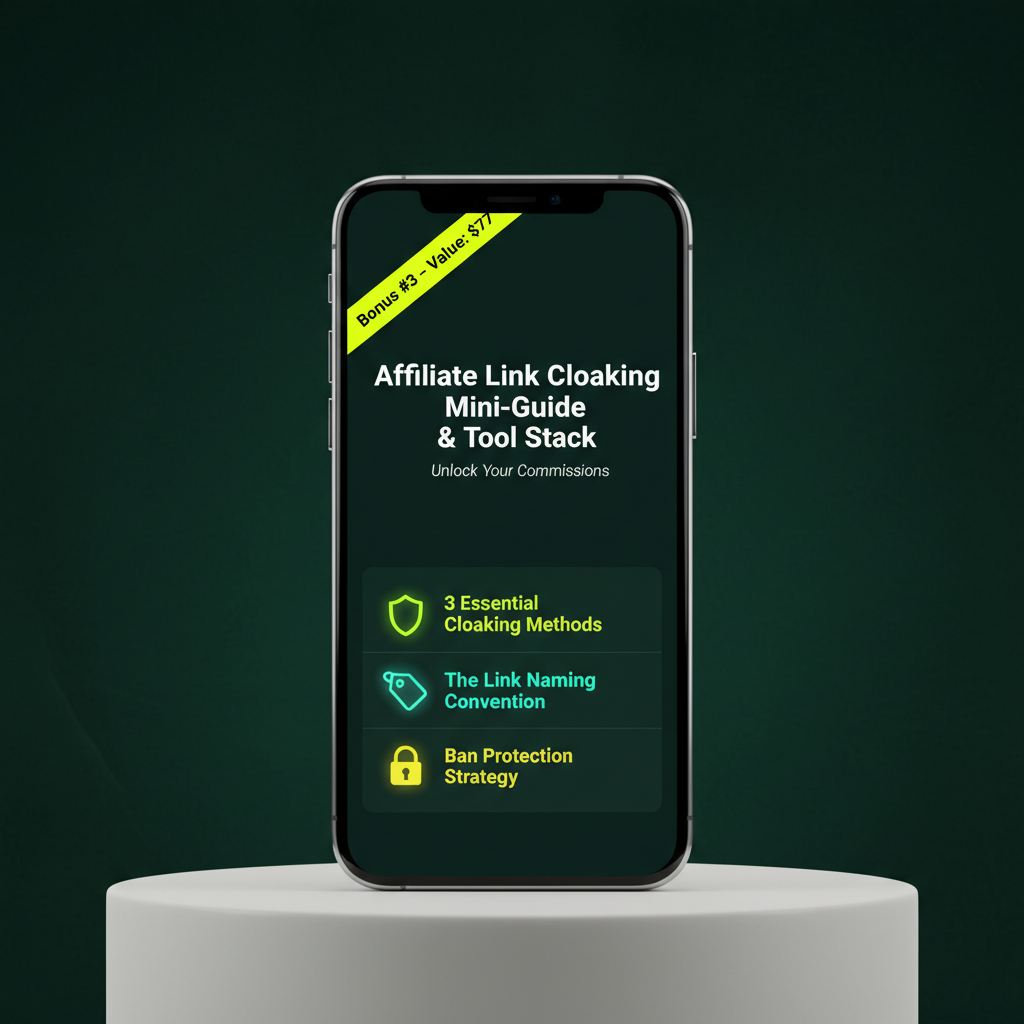 Bonus #3 – Value: $77
Affiliate Link Cloaking
Mini-Guide
& Tool Stack
Unlock Your Commissions
3 Essential
Cloaking Methods
The Link Naming
Convention
Ban Protection
Strategy